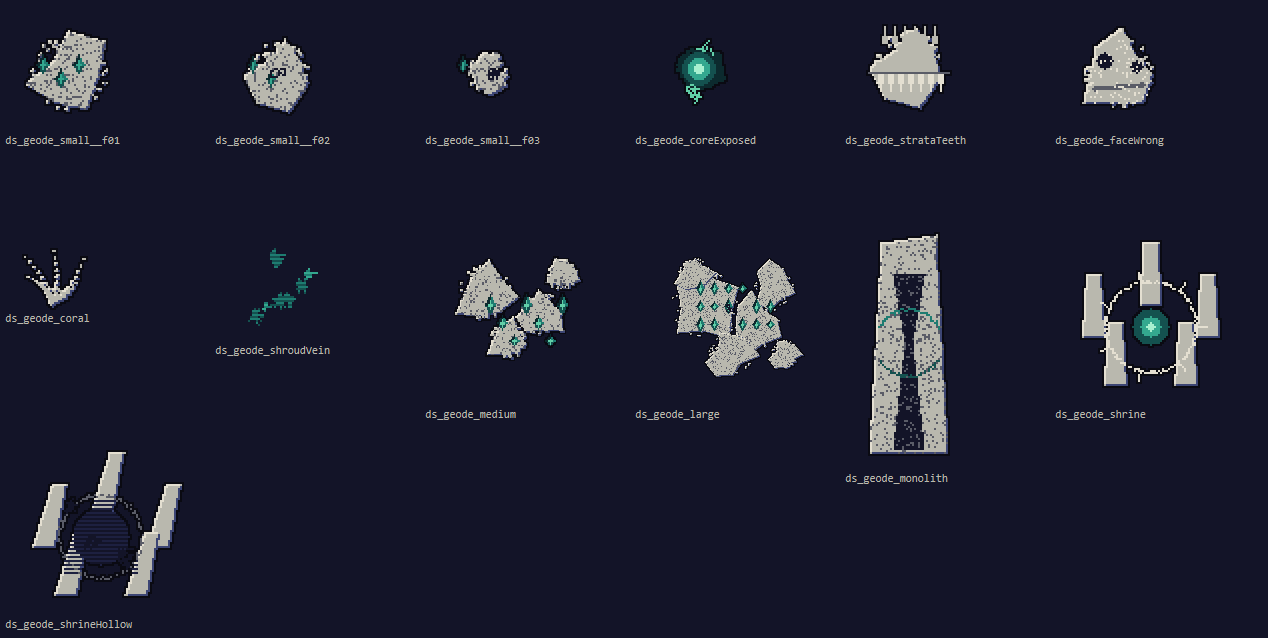 ds_geode_small__f01
ds_geode_small__f02
ds_geode_small__f03
ds_geode_coreExposed
ds_geode_strataTeeth
ds_geode_faceWrong
ds_geode_coral
ds_geode_shroudVein
ds_geode_medium
ds_geode_large
ds_geode_monolith
ds_geode_shrine
ds_geode_shrineHollow